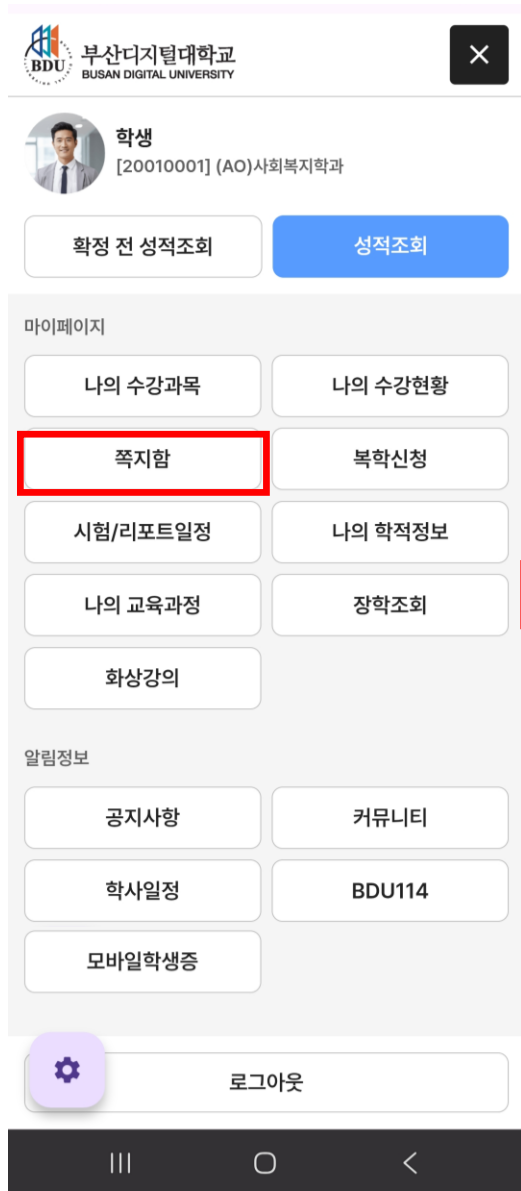 BDU
부산디지털대학교
BUSAN DIGITAL UNIVERSITY
학생
[20010001] (AO)사회복지학과
확정 전 성적조회
성적조회
마이페이지
나의 수강과목
나의 수강현황
쪽지함
복학신청
시험/리포트일정
나의 학적정보
나의 교육과정
장학조회
화상강의
알림정보
공지사항
커뮤니티
학사일정
BDU114
모바일학생증
로그아웃